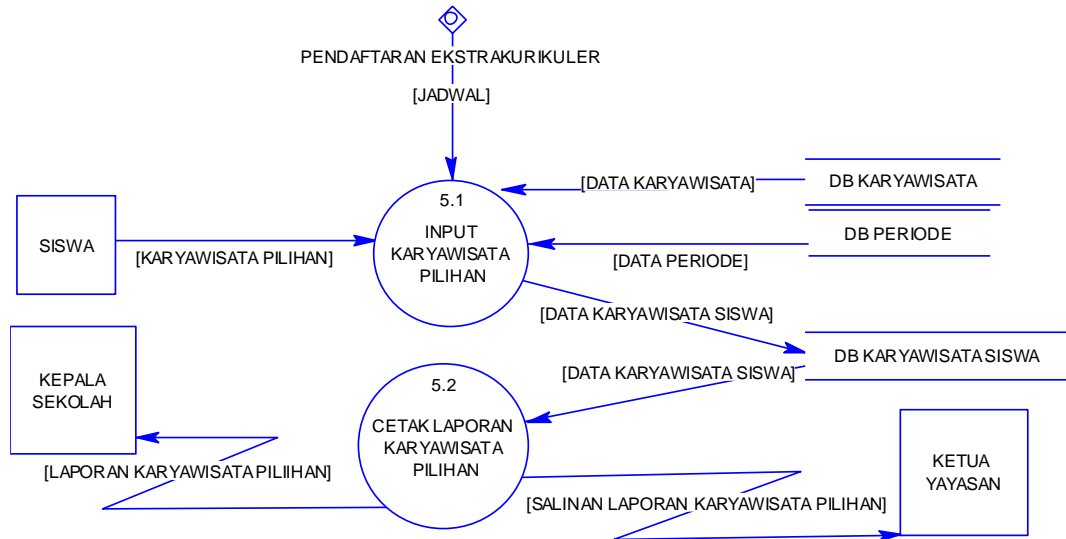 PENDAFTARAN EKSTRAKURIKULER
[JADWAL]
[DATA KARYAWISATA]
DB KARYAWISATA
5.1
INPUT
KARYAWISATA
PILIHAN
SISWA
[KARYAWISATA PILIHAN]
DB PERIODE
[DATA PERIODE]
[DATA KARYAWISATA SISWA]
DB KARYAWISATA SISWA
[DATA KARYAWISATA SISWA]
KEPALA
SEKOLAH
5.2
CETAK LAPORAN
KARYAWISATA
PILIHAN
[LAPORAN KARYAWISATA PILIIHAN]
[SALINAN LAPORAN KARYAWISATA PILIHAN]
KETUA
YAYASAN